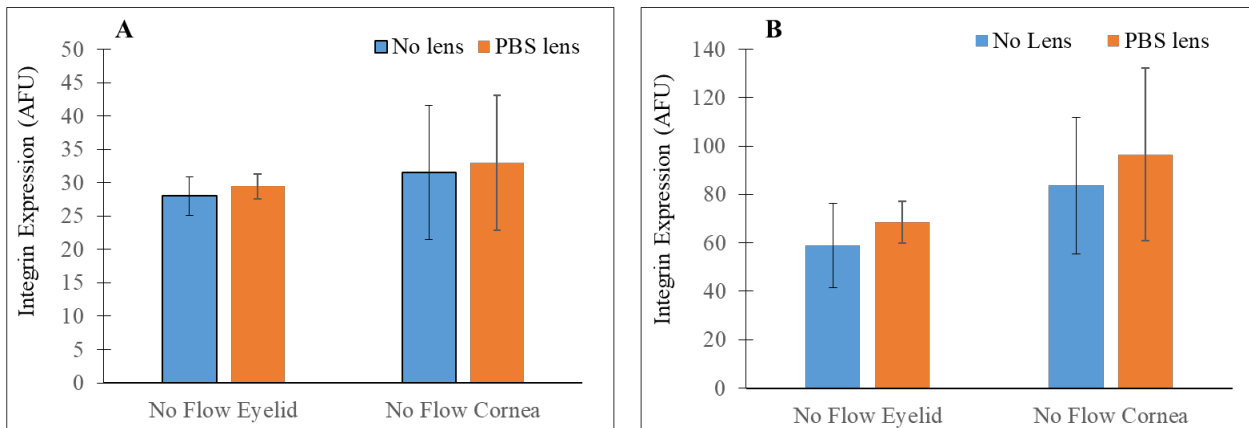 A
No lens PBS lens
Integrin Expression (AFU)
50
45
40
35
30
25
20
15
10
5
0
No Flow Eyelid No Flow Cornea
B
No Lens PBS lens
Integrin Expression (AFU)
140
120
100
80
60
40
20
0
No Flow Eyelid No Flow Cornea